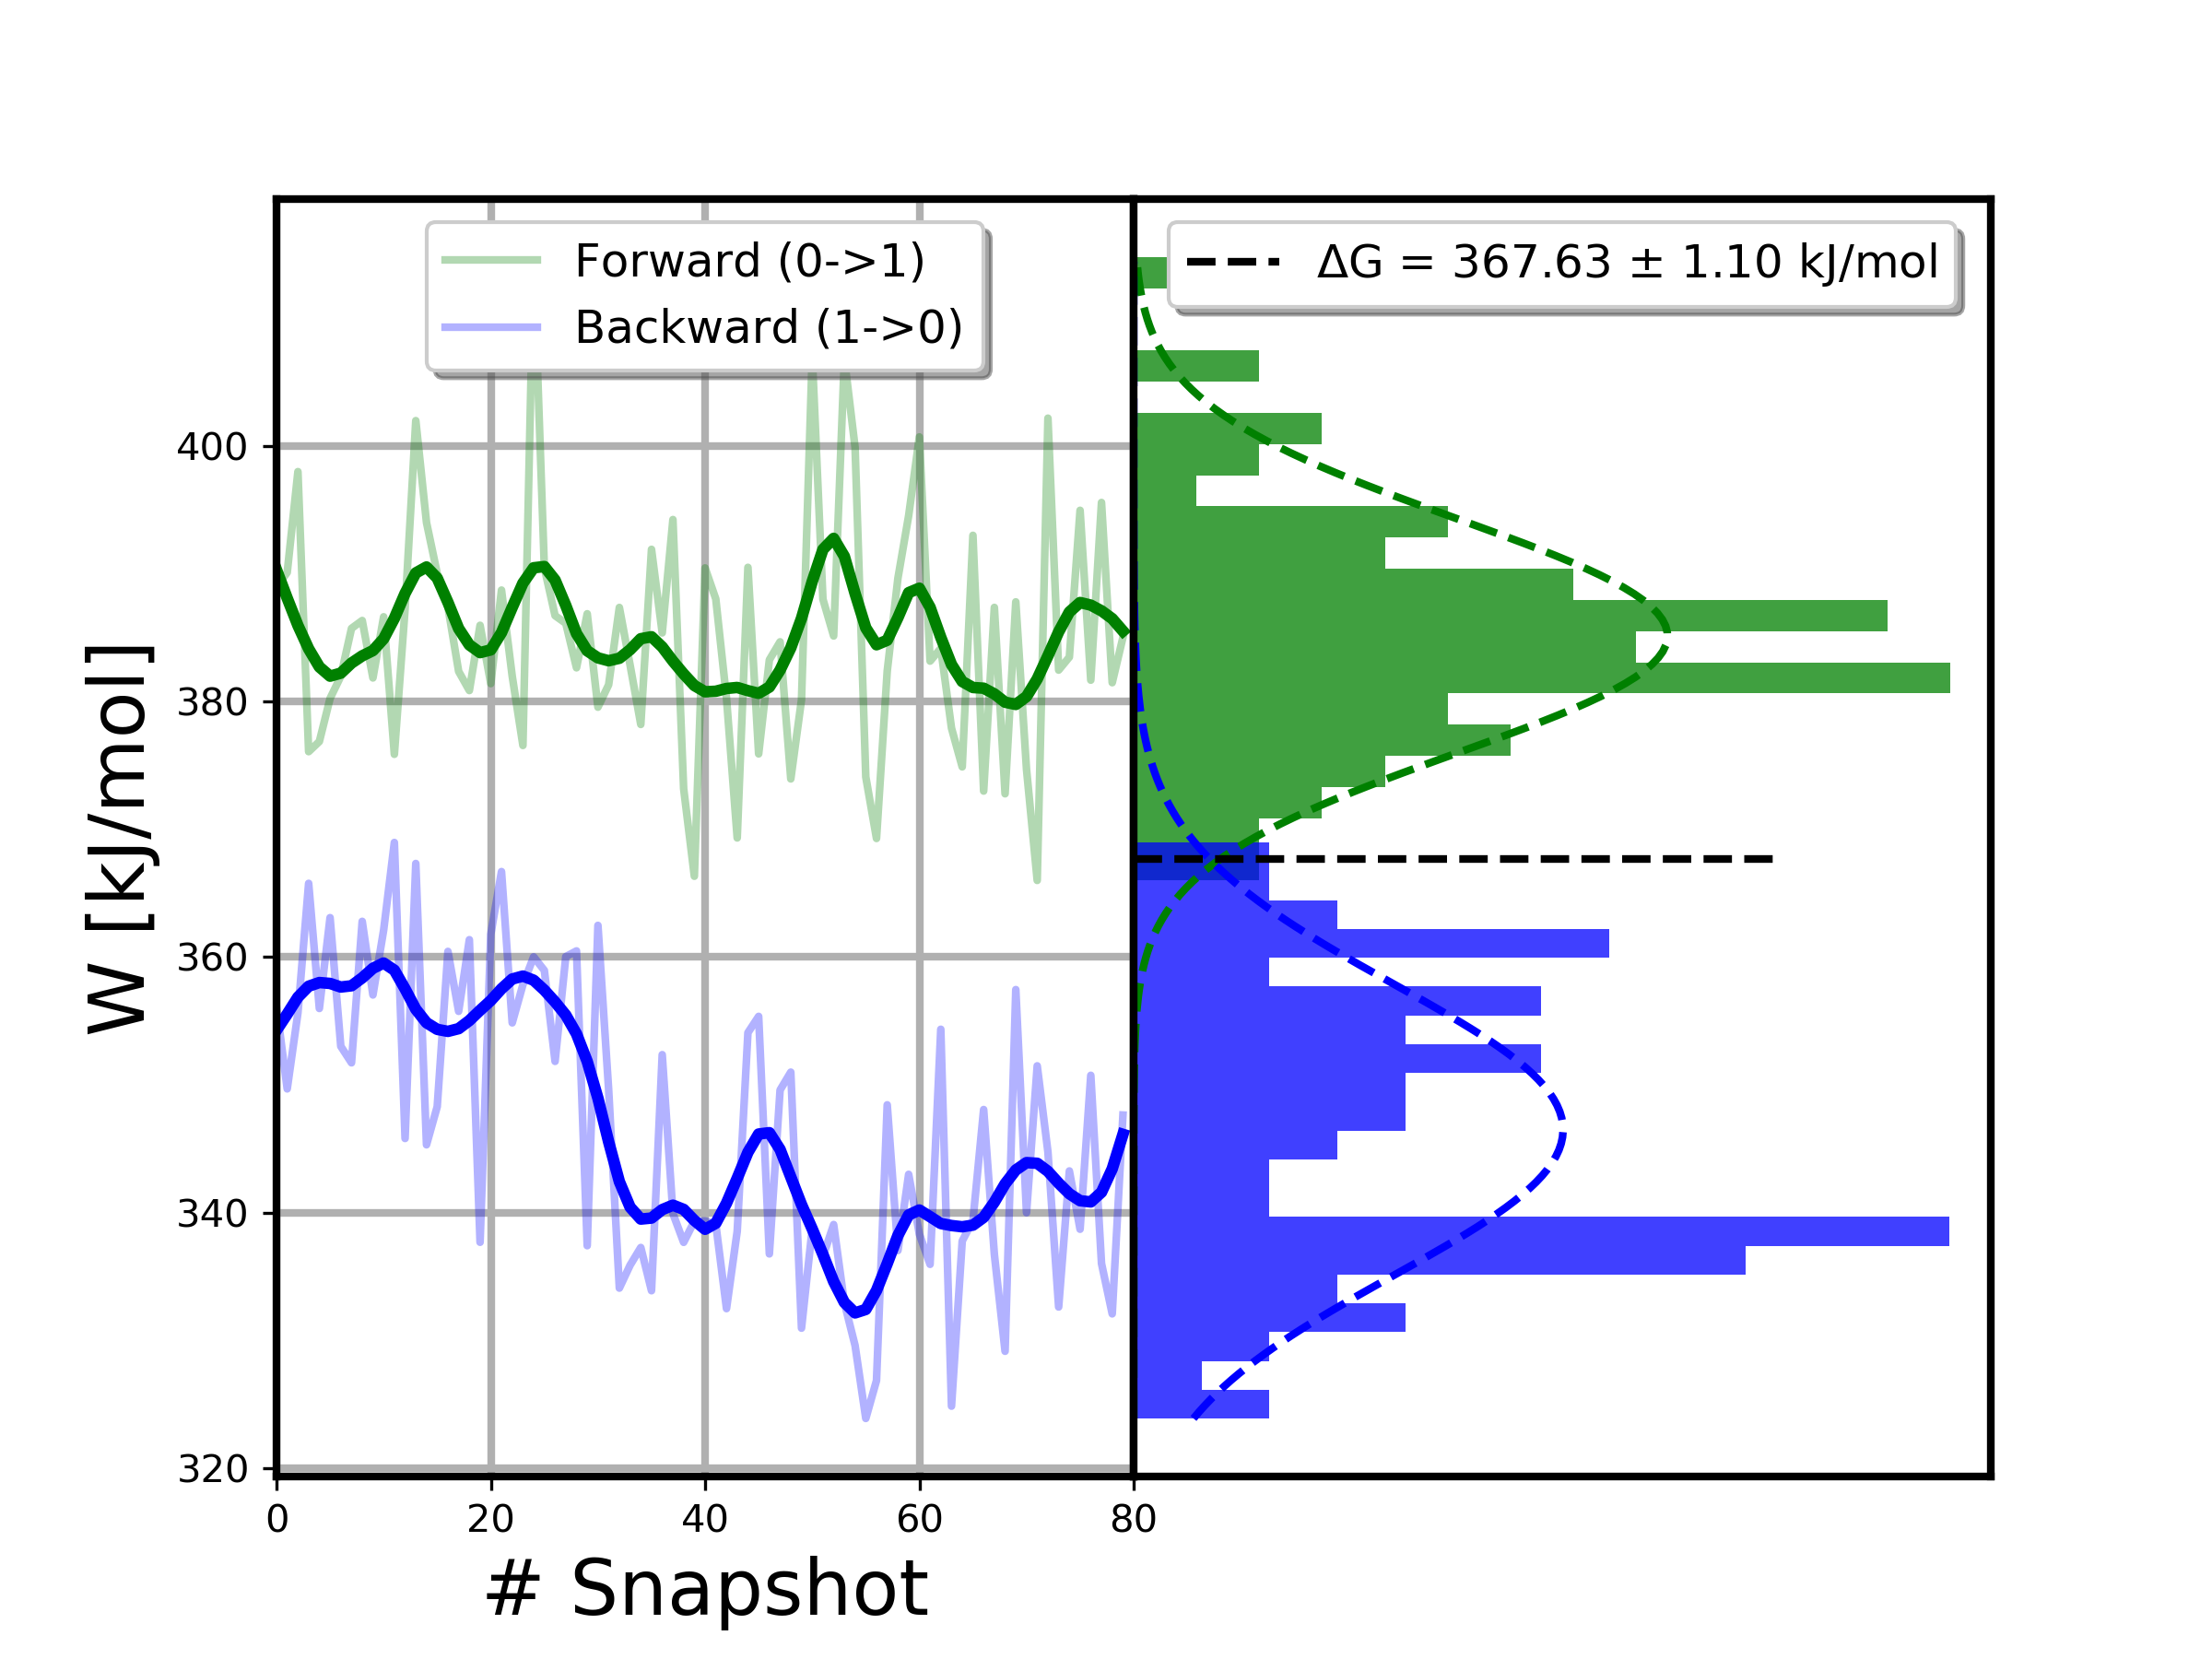 Forward (0->1)
Backward (1->0)
ΔG = 367.63 ± 1.10 kJ/mol
W [kJ/mol]
400
380
360
340
320
0 20 40 60 80
# Snapshot